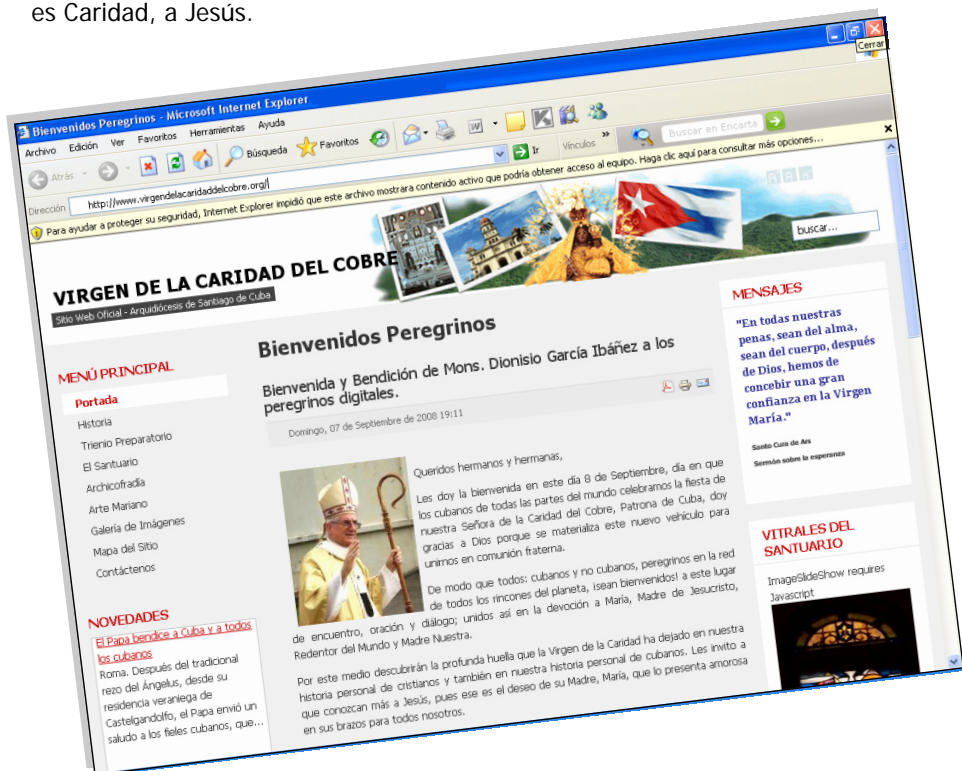 es Caridad, a Jesús.
Cerrar
Bienvenidos Peregrinos - Microsoft Internet Explorer
Archivo Edición Ver Favoritos Herramientas Ayuda
Atrás Búsqueda Favoritos
Dirección http://www.virgendelacaridaddelcobre.org/ Ir Vínculos » Buscar en Encarta
Para ayudar a proteger su seguridad, Internet Explorer impidió que este archivo mostrara contenido activo que podría obtener acceso al equipo. Haga clic aquí para consultar más opciones...
buscar...
VIRGEN DE LA CARIDAD DEL COBRE
Sitio Web Oficial - Arquidiócesis de Santiago de Cuba
MENÚ PRINCIPAL
Portada
Historia
Trienio Preparatorio
El Santuario
Archicofradía
Arte Mariano
Galería de Imágenes
Mapa del Sitio
Contáctenos
NOVEDADES
El Papa bendice a Cuba y a todos
los cubanos
Roma. Después del tradicional
rezo del Ángelus, desde su
residencia veraniega de
Castelgandolfo, el Papa envió un
saludo a los fieles cubanos, que...
Bienvenidos Peregrinos
Bienvenida y Bendición de Mons. Dionisio García Ibáñez a los
peregrinos digitales.
Domingo, 07 de Septiembre de 2008 19:11
Queridos hermanos y hermanas,
Les doy la bienvenida en este día 8 de Septiembre, día en que
los cubanos de todas las partes del mundo celebramos la fiesta de
nuestra Señora de la Caridad del Cobre, Patrona de Cuba, doy
gracias a Dios porque se materializa este nuevo vehículo para
unirnos en comunión fraterna.
De modo que todos: cubanos y no cubanos, peregrinos en la red
de todos los rincones del planeta, ¡sean bienvenidos! a este lugar
de encuentro, oración y diálogo; unidos así en la devoción a María, Madre de Jesucristo,
Redentor del Mundo y Madre Nuestra.
Por este medio descubrirán la profunda huella que la Virgen de la Caridad ha dejado en nuestra
historia personal de cristianos y también en nuestra historia personal de cubanos. Les invito a
que conozcan más a Jesús, pues ese es el deseo de su Madre, María, que lo presenta amorosa
en sus brazos para todos nosotros.
MENSAJES
"En todas nuestras
penas, sean del alma,
sean del cuerpo, después
de Dios, hemos de
concebir una gran
confianza en la Virgen
María."
Santo Cura de Ars
Sermón sobre la esperanza
VITRALES DEL
SANTUARIO
ImageSlideShow requires
Javascript